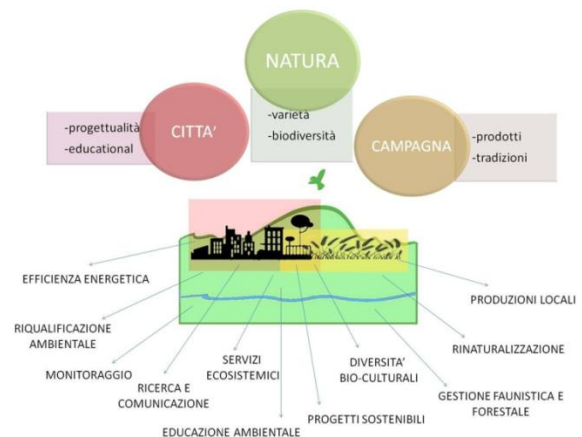 NATURA
-varietà
-biodiversità
CITTA'
-progettualità
-educational
CAMPAGNA
-prodotti
-tradizioni
EFFICIENZA ENERGETICA
RIQUALIFICAZIONE
AMBIENTALE
MONITORAGGIO
RICERCA E
COMUNICAZIONE
SERVIZI
ECOSISTEMICI
EDUCAZIONE AMBIENTALE
PROGETTI SOSTENIBILI
DIVERSITA'
BIO-CULTURALI
GESTIONE FAUNISTICA E
FORESTALE
RINATURALIZZAZIONE
PRODUZIONI LOCALI